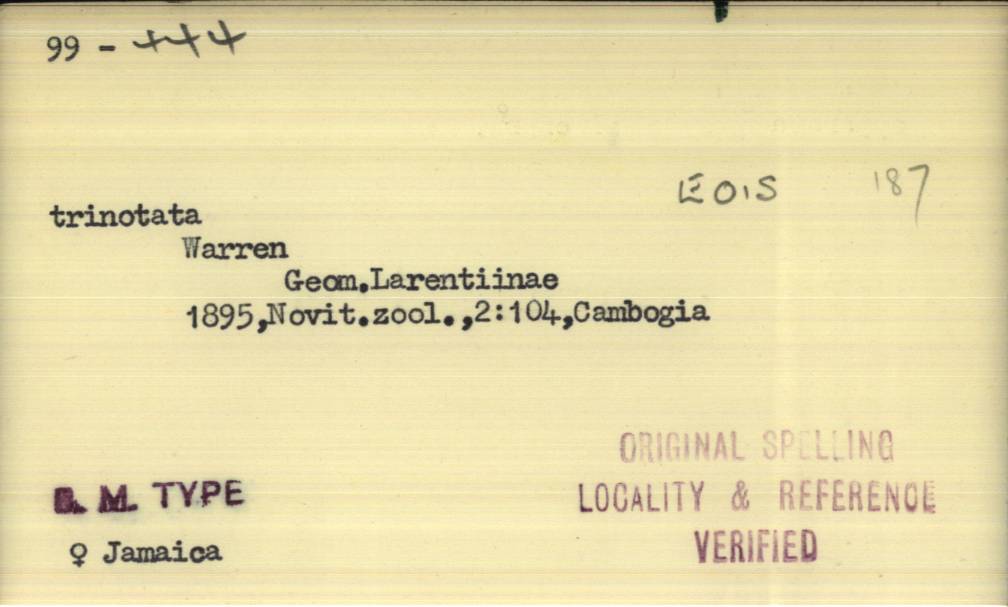 99 - 444
EOIS 187
trinotata
Warren
Geom.Larentiinae
1895,Novit.zool.,2:104,Cambogia
ORIGINAL SPELLING
LOCALITY & REFERENCE
VERIFIED
B. M. TYPE
♀ Jamaica